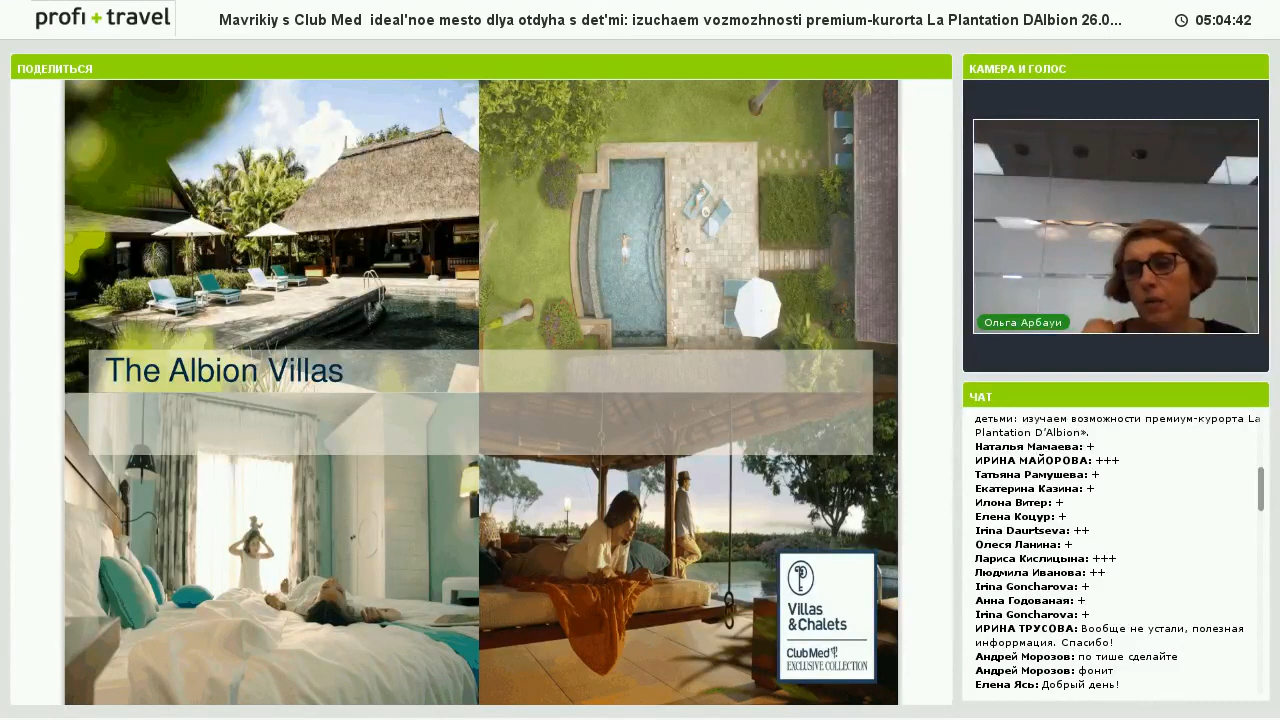 profi + travel
Mavrikiy s Club Med ideal'noe mesto dlya otdyha s det'mi: izuchaem vozmozhnosti premium-kurorta La Plantation DAlbion 26.0...
05:04:42
ПОДЕЛИТЬСЯ
The Albion Villas
Villas
&Chalets
Club Med
EXCLUSIVE COLLECTION
КАМЕРА И ГОЛОС
Ольга Арбауи
ЧАТ
детьми: изучаем возможности премиум-курорта La
Plantation D’Albion».
Наталья Мамаева: +
ИРИНА МАЙОРОВА: +++
Татьяна Рамушева: +
Екатерина Казина: +
Илона Витер: +
Елена Коцур: +
Irina Daurtseva: ++
Олеся Ланина: +
Лариса Кислицына: +++
Людмила Иванова: ++
Irina Goncharova: +
Анна Годованая: +
Irina Goncharova: +
ИРИНА ТРУСОВА: Вообще не устали, полезная
инфоррмация. Спасибо!
Андрей Морозов: по тише сделайте
Андрей Морозов: фонит
Елена Ясь: Добрый день!